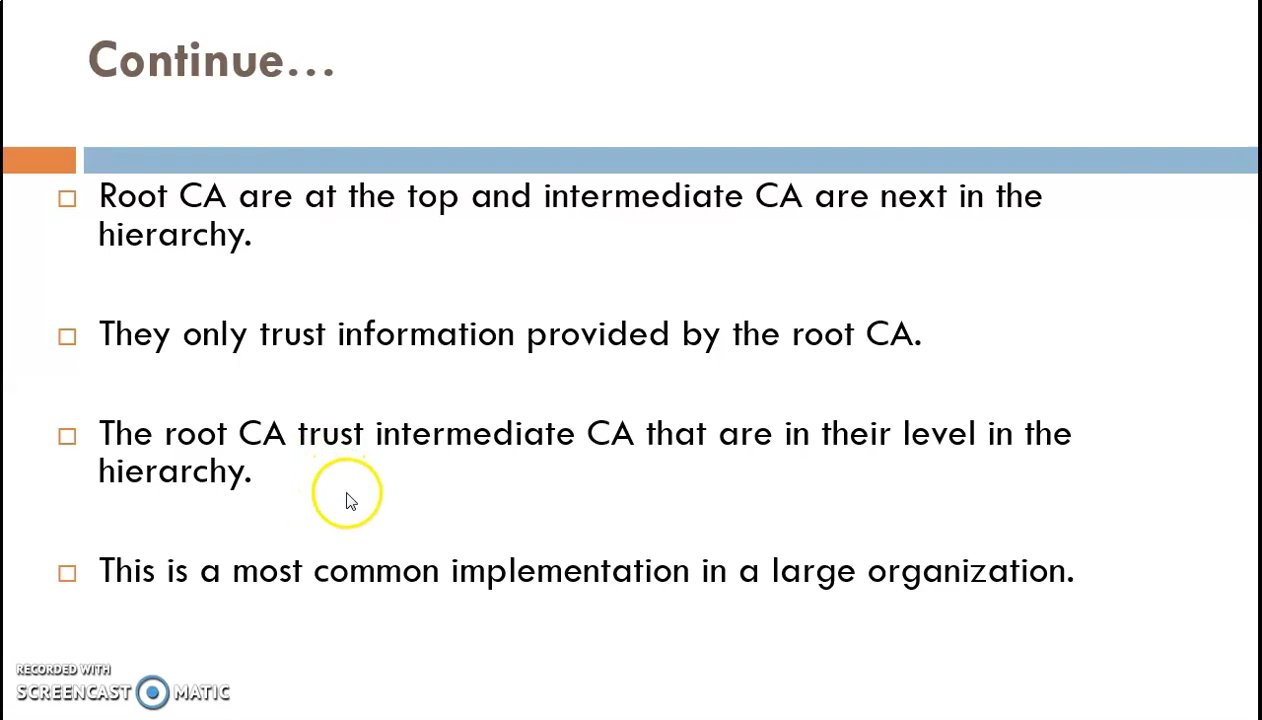 Continue...
Root CA are at the top and intermediate CA are next in the
hierarchy.
They only trust information provided by the root CA.
The root CA trust intermediate CA that are in their level in the
hierarchy.
This is a most common implementation in a large organization.
RECORDED WITH
SCREENCAST MATIC